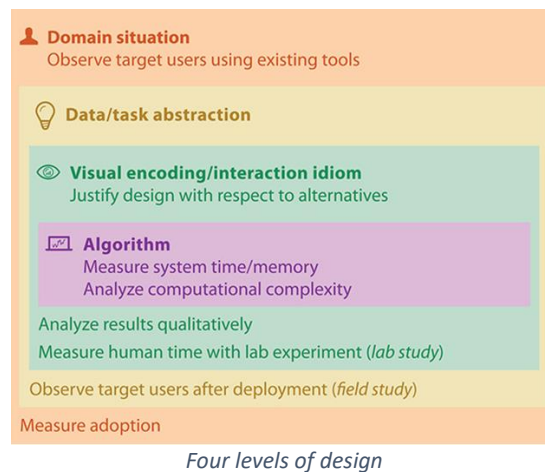 Domain situation
Observe target users using existing tools
Data/task abstraction
Visual encoding/interaction idiom
Justify design with respect to alternatives
Algorithm
Measure system time/memory
Analyze computational complexity
Analyze results qualitatively
Measure human time with lab experiment (lab study)
Observe target users after deployment (field study)
Measure adoption
Four levels of design